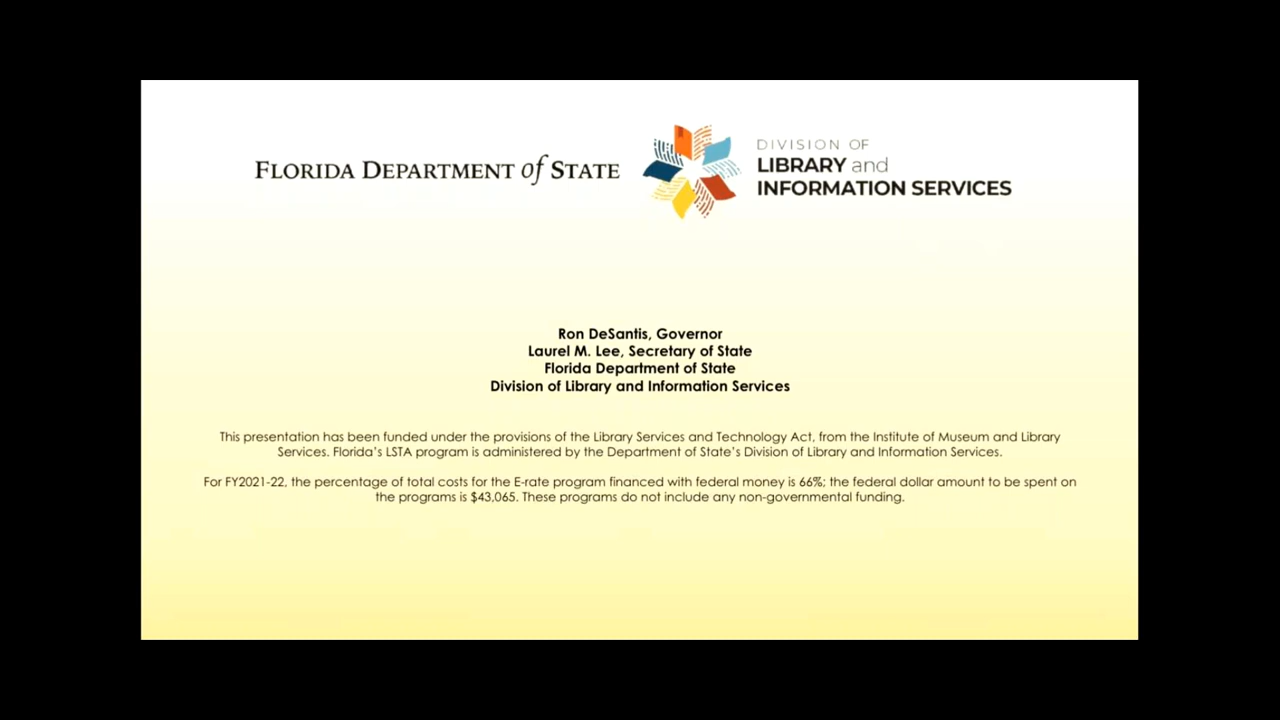 FLORIDA DEPARTMENT of STATE
DIVISION OF
LIBRARY and
INFORMATION SERVICES
Ron DeSantis, Governor
Laurel M. Lee, Secretary of State
Florida Department of State
Division of Library and Information Services
This presentation has been funded under the provisions of the Library Services and Technology Act, from the Institute of Museum and Library
Services. Florida's LSTA program is administered by the Department of State's Division of Library and Information Services.
For FY2021-22, the percentage of total costs for the E-rate program financed with federal money is 66%; the federal dollar amount to be spent on
the programs is $43,065. These programs do not include any non-governmental funding.